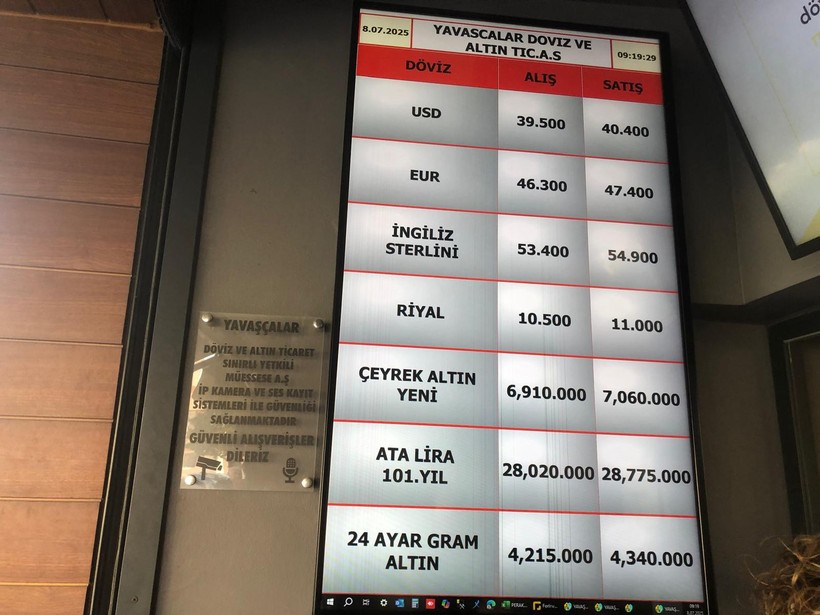 8.07.2025
YAVASCALAR DOVIZ VE
ALTIN TIC.A.S
09:19:29
DÖVİZ ALIŞ SATIŞ
USD 39.500 40.400
EUR 46.300 47.400
İNGİLİZ
STERLİNİ 53.400 54.900
RİYAL 10.500 11.000
ÇEYREK ALTIN
YENİ 6,910.000 7,060.000
ATA LİRA
101.YIL 28,020.000 28,775.000
24 AYAR GRAM
ALTIN 4,215.000 4,340.000
YAVAŞÇALAR
DÖVİZ VE ALTIN TİCARET
SINIRLI YETKİLİ
MÜESSESE A.Ş
İP KAMERA VE SES KAYIT
SİSTEMLERİ İLE GÜVENLİĞİ
SAĞLANMAKTADIR
GÜVENLİ ALIŞVERİŞLER
DİLERİZ